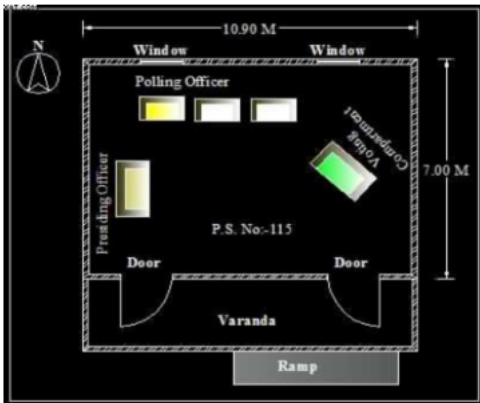 10.90 M
N
Window
Window
Polling Officer
Voting
Compartment
7.00 M
Presiding Officer
P.S. No:-115
Door
Door
Varanda
Ramp